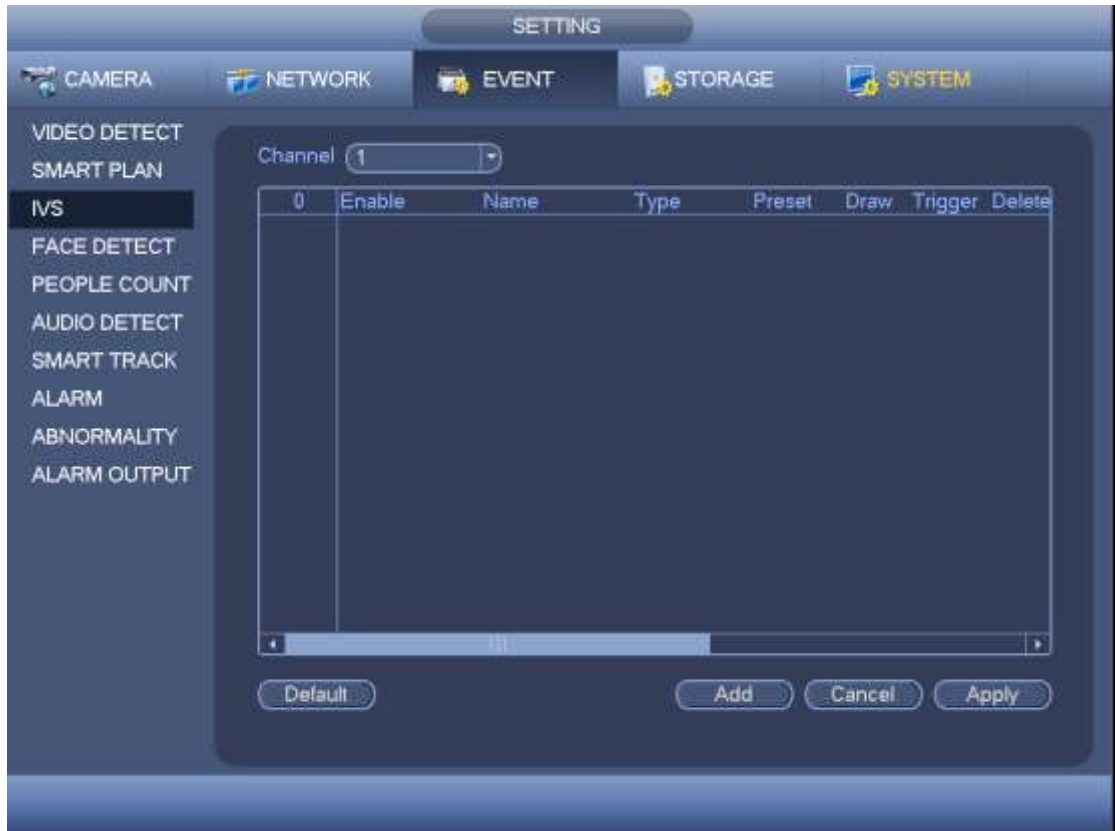 SETTING
CAMERA NETWORK EVENT STORAGE SYSTEM
VIDEO DETECT
SMART PLAN
IVS
FACE DETECT
PEOPLE COUNT
AUDIO DETECT
SMART TRACK
ALARM
ABNORMALITY
ALARM OUTPUT
Channel 1
0 Enable Name Type Preset Draw Trigger Delete
Default Add Cancel Apply